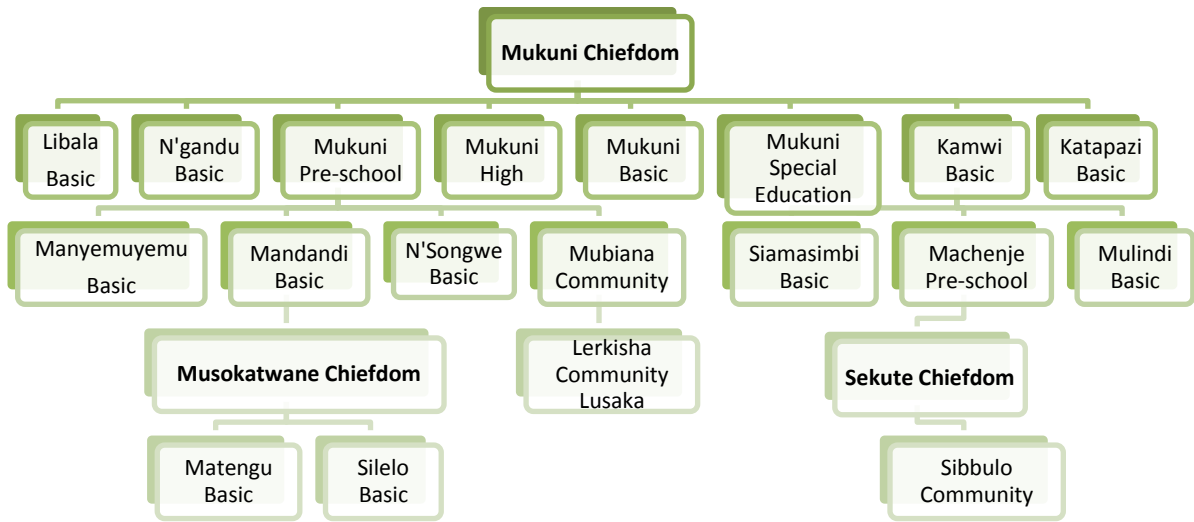 Mukuni Chiefdom
Libala
Basic
N'gandu
Basic
Mukuni
Pre-school
Mukuni
High
Mukuni
Basic
Mukuni
Special
Education
Kamwi
Basic
Katapazi
Basic
Manyemuyemu
Basic
Mandandi
Basic
N'Songwe
Basic
Mubiana
Community
Siamasimbi
Basic
Machenje
Pre-school
Mulindi
Basic
Musokatwane Chiefdom
Lerkisha
Community
Lusaka
Sekute Chiefdom
Matengu
Basic
Silelo
Basic
Sibbulo
Community